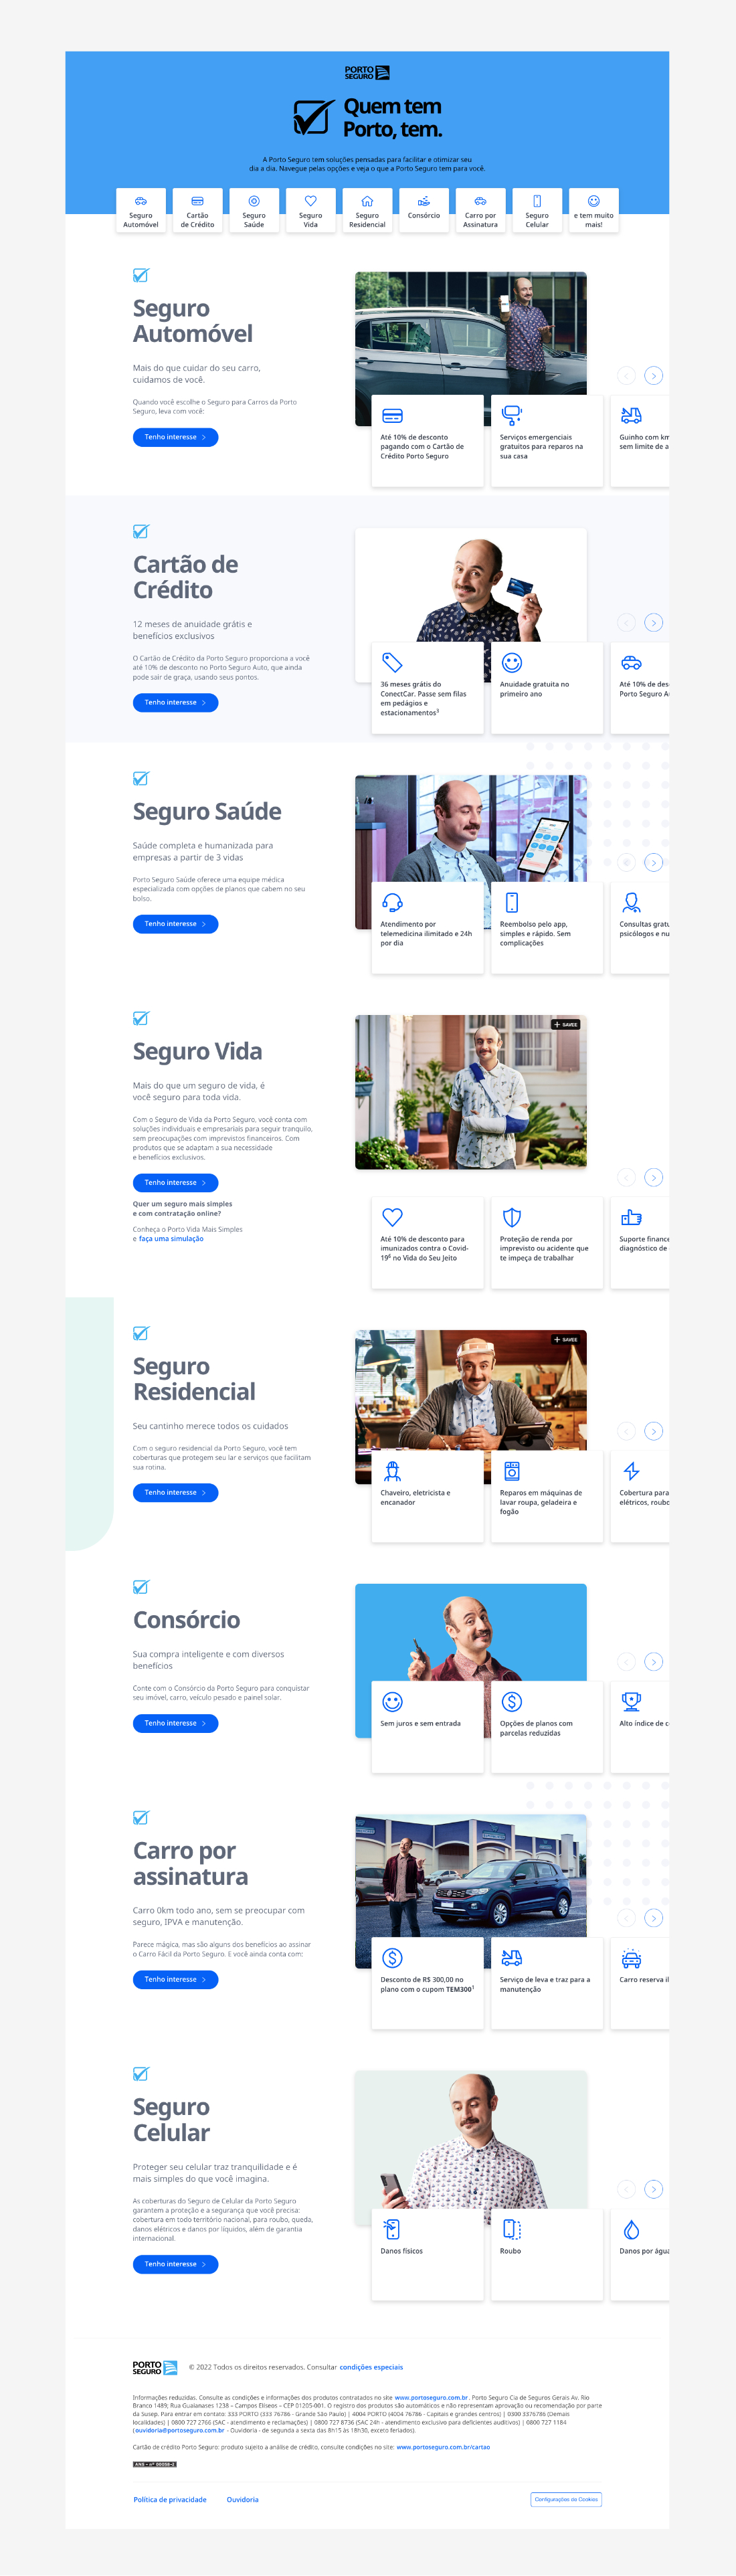 PORTO
SEGURO
Quem tem
Porto, tem.
A Porto Seguro tem soluções pensadas para facilitar e otimizar seu
dia a dia. Navegue pelas opções e veja o que a Porto Seguro tem para você.
Seguro
Automóvel
Cartão
de Crédito
Seguro
Saúde
Seguro
Vida
Seguro
Residencial
Consórcio
Carro por
Assinatura
Seguro
Celular
e tem muito
mais!
Seguro
Automóvel
Mais do que cuidar do seu carro,
cuidamos de você.
Quando você escolhe o Seguro para Carros da Porto
Seguro, leva com você:
Tenho interesse
Até 10% de desconto
pagando com o Cartão de
Crédito Porto Seguro
Serviços emergenciais
gratuitos para reparos na
sua casa
Guincho com km
sem limite de a
Cartão de
Crédito
12 meses de anuidade grátis e
benefícios exclusivos
O Cartão de Crédito da Porto Seguro proporciona a você
até 10% de desconto no Porto Seguro Auto, que ainda
pode sair de graça, usando seus pontos.
Tenho interesse
36 meses grátis do
ConectCar. Passe sem filas
em pedágios e
estacionamentos³
Anuidade gratuita no
primeiro ano
Até 10% de des
Porto Seguro A
Seguro Saúde
Saúde completa e humanizada para
empresas a partir de 3 vidas
Porto Seguro Saúde oferece uma equipe médica
especializada com opções de planos que cabem no seu
bolso.
Tenho interesse
Atendimento por
telemedicina ilimitado e 24h
por dia
Reembolso pelo app,
simples e rápido. Sem
complicações
Consultas gratu
psicólogos e nu
Seguro Vida
SAVEE
Mais do que um seguro de vida, é
você seguro para toda vida.
Com o Seguro de Vida da Porto Seguro, você conta com
soluções individuais e empresariais para seguir tranquilo,
sem preocupações com imprevistos financeiros. Com
produtos que se adaptam a sua necessidade
e benefícios exclusivos.
Tenho interesse
Quer um seguro mais simples
e com contratação online?
Conheça o Porto Vida Mais Simples
e faça uma simulação
Até 10% de desconto para
imunizados contra o Covid-
19⁶ no Vida do Seu Jeito
Proteção de renda por
imprevisto ou acidente que
te impeça de trabalhar
Suporte finance
diagnóstico de
Seguro
Residencial
SAVEE
Seu cantinho merece todos os cuidados
Com o seguro residencial da Porto Seguro, você tem
coberturas que protegem seu lar e serviços que facilitam
sua rotina.
Tenho interesse
Chaveiro, eletricista e
encanador
Reparos em máquinas de
lavar roupa, geladeira e
fogão
Cobertura para
elétricos, roubo
Consórcio
Sua compra inteligente e com diversos
benefícios
Conte com o Consórcio da Porto Seguro para conquistar
seu imóvel, carro, veículo pesado e painel solar.
Tenho interesse
Sem juros e sem entrada
Opções de planos com
parcelas reduzidas
Alto índice de c
Carro por
assinatura
Carro 0km todo ano, sem se preocupar com
seguro, IPVA e manutenção.
Parece mágica, mas são alguns dos benefícios ao assinar
o Carro Fácil da Porto Seguro. E você ainda conta com:
Tenho interesse
Desconto de R$ 300,00 no
plano com o cupom TEM300¹
Serviço de leva e traz para a
manutenção
Carro reserva il
Seguro
Celular
Proteger seu celular traz tranquilidade e é
mais simples do que você imagina.
As coberturas do Seguro de Celular da Porto Seguro
garantem a proteção e a segurança que você precisa:
cobertura em todo território nacional, para roubo, queda,
danos elétricos e danos por líquidos, além de garantia
internacional.
Tenho interesse
Danos físicos
Roubo
Danos por água
PORTO
SEGURO
© 2022 Todos os direitos reservados. Consultar condições especiais
Informações reduzidas. Consulte as condições e informações dos produtos contratados no site www.portoseguro.com.br. Porto Seguro Cia de Seguros Gerais Av, Rio
Branco 1489; Rua Guaianases 1238 – Campos Elíseos – CEP 01205-001. O registro dos produtos são automáticos e não representam aprovação ou recomendação por parte
da Susep. Para entrar em contato: 333 PORTO (333 76786 - Grande São Paulo) | 4004 PORTO (4004 76786 - Capitais e grandes centros) | 0300 3376786 (Demais
localidades) | 0800 727 2766 (SAC - atendimento e reclamações) | 0800 727 8736 (SAC 24h - atendimento exclusivo para deficientes auditivos) | 0800 727 1184
(ouvidoria@portoseguro.com.br - Ouvidoria - de segunda a sexta das 8h15 às 18h30, exceto feriados).
Cartão de crédito Porto Seguro: produto sujeito a análise de crédito, consulte condições no site: www.portoseguro.com.br/cartao
ANS - nº 00058-2
Política de privacidade
Ouvidoria
Configurações de Cookies